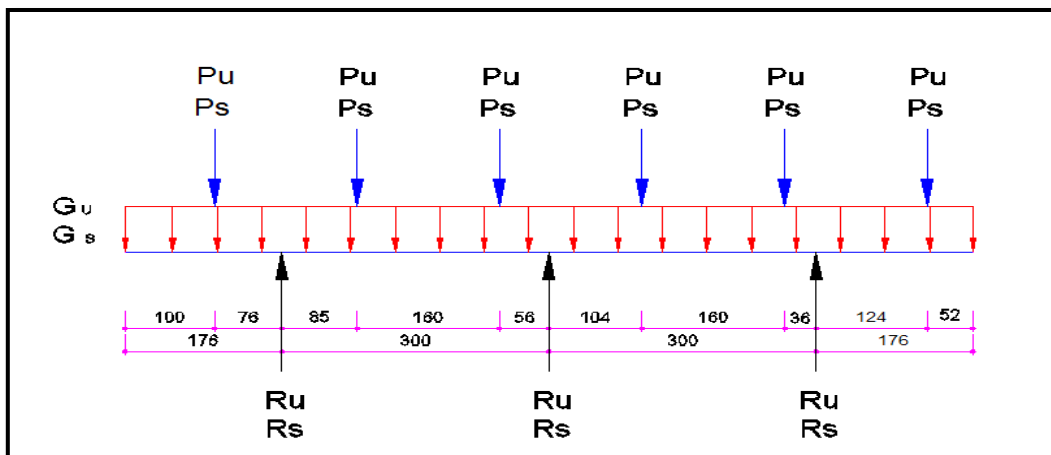 Pu Pu Pu Pu Pu Pu
Ps Ps Ps Ps Ps Ps
Gu
Gs
100 76 85 160 56 104 160 36 124 52
176 300 300 176
Ru Ru Ru
Rs Rs Rs